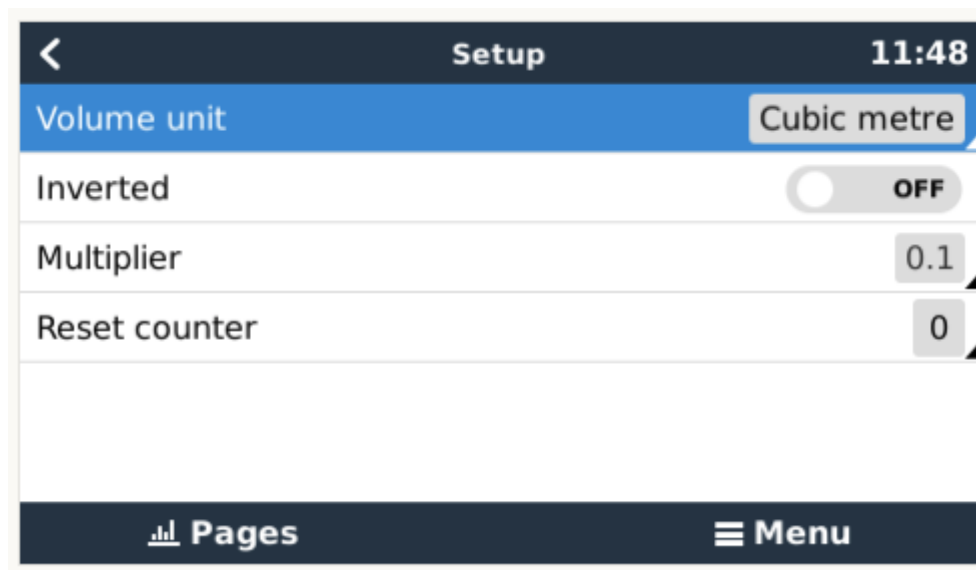 Setup 11:48
Volume unit Cubic metre
Inverted OFF
Multiplier 0.1
Reset counter 0
Pages Menu